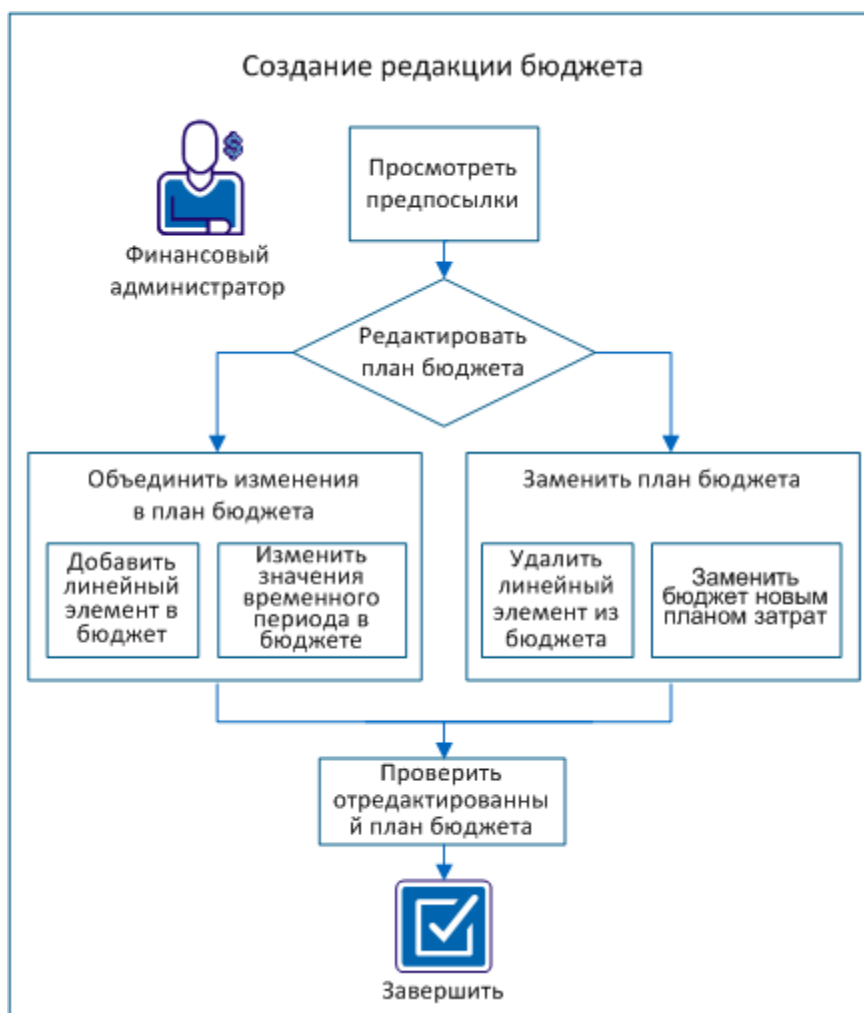 Создание редакции бюджета
Просмотреть
предпосылки
Финансовый
администратор
Редактировать
план бюджета
Объединить изменения
в план бюджета
Добавить
линейный
элемент в
бюджет
Изменить
значения
временного
периода в
бюджете
Заменить план бюджета
Удалить
линейный
элемент из
бюджета
Заменить
бюджет новым
планом затрат
Проверить
отредактированны
й план бюджета
Завершить